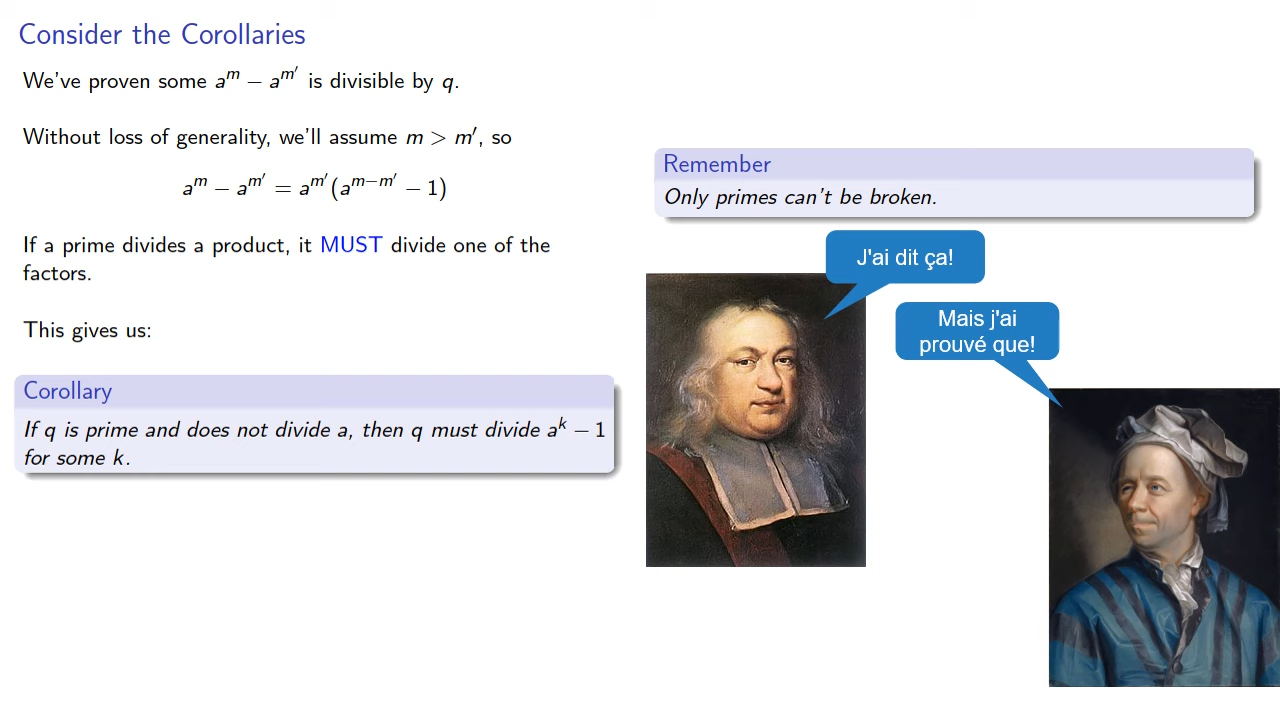 Consider the Corollaries
We've proven some a^m − a^m′ is divisible by q.
Without loss of generality, we'll assume m > m′, so
a^m − a^m′ = a^m′(a^m−m′ − 1)
If a prime divides a product, it MUST divide one of the
factors.
This gives us:
Corollary
If q is prime and does not divide a, then q must divide a^k − 1
for some k.
Remember
Only primes can't be broken.
J'ai dit ça!
Mais j'ai
prouvé que!